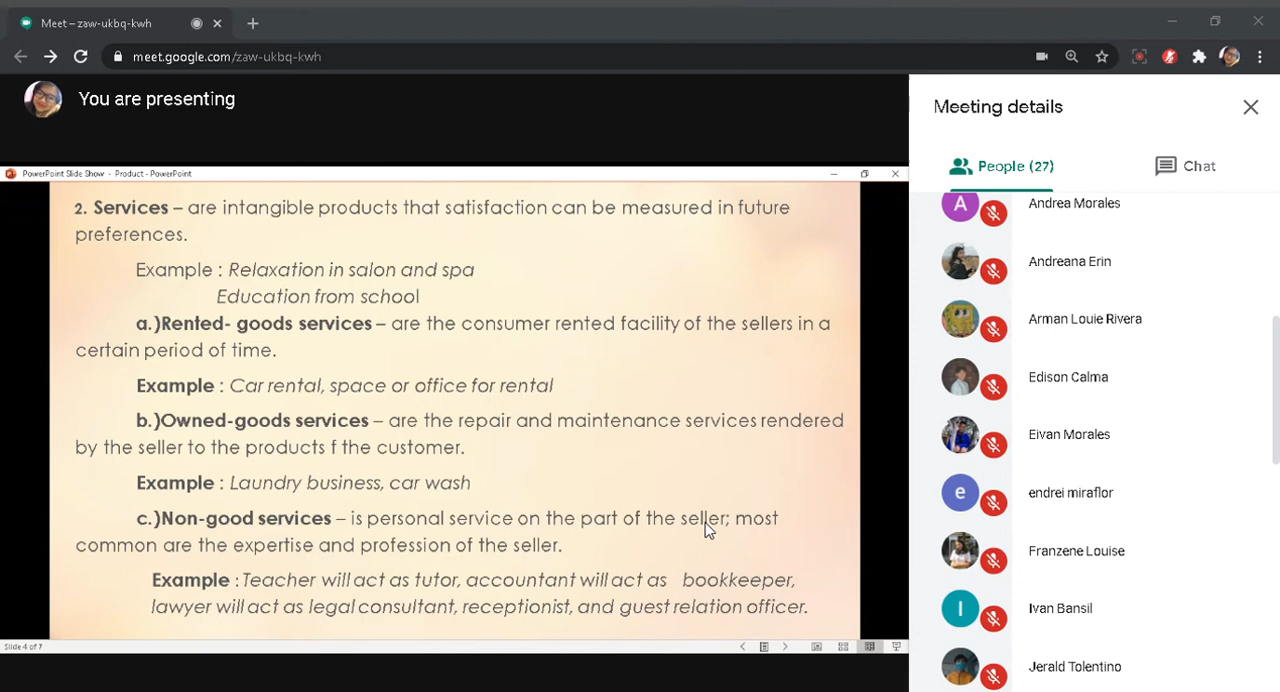 Meet – zaw-ukbq-kwh
meet.google.com/zaw-ukbq-kwh
You are presenting
PowerPoint Slide Show - Product - PowerPoint
2. Services – are intangible products that satisfaction can be measured in future
preferences.
Example : Relaxation in salon and spa
Education from school
a.)Rented- goods services – are the consumer rented facility of the sellers in a
certain period of time.
Example : Car rental, space or office for rental
b.)Owned-goods services – are the repair and maintenance services rendered
by the seller to the products f the customer.
Example : Laundry business, car wash
c.)Non-good services – is personal service on the part of the seller; most
common are the expertise and profession of the seller.
Example : Teacher will act as tutor, accountant will act as bookkeeper,
lawyer will act as legal consultant, receptionist, and guest relation officer.
Slide 4 of 7
Meeting details
People (27)
Chat
A
Andrea Morales
Andreana Erin
Arman Louie Rivera
Edison Calma
Eivan Morales
e
endrei miraflor
Franzene Louise
I
Ivan Bansil
Jerald Tolentino